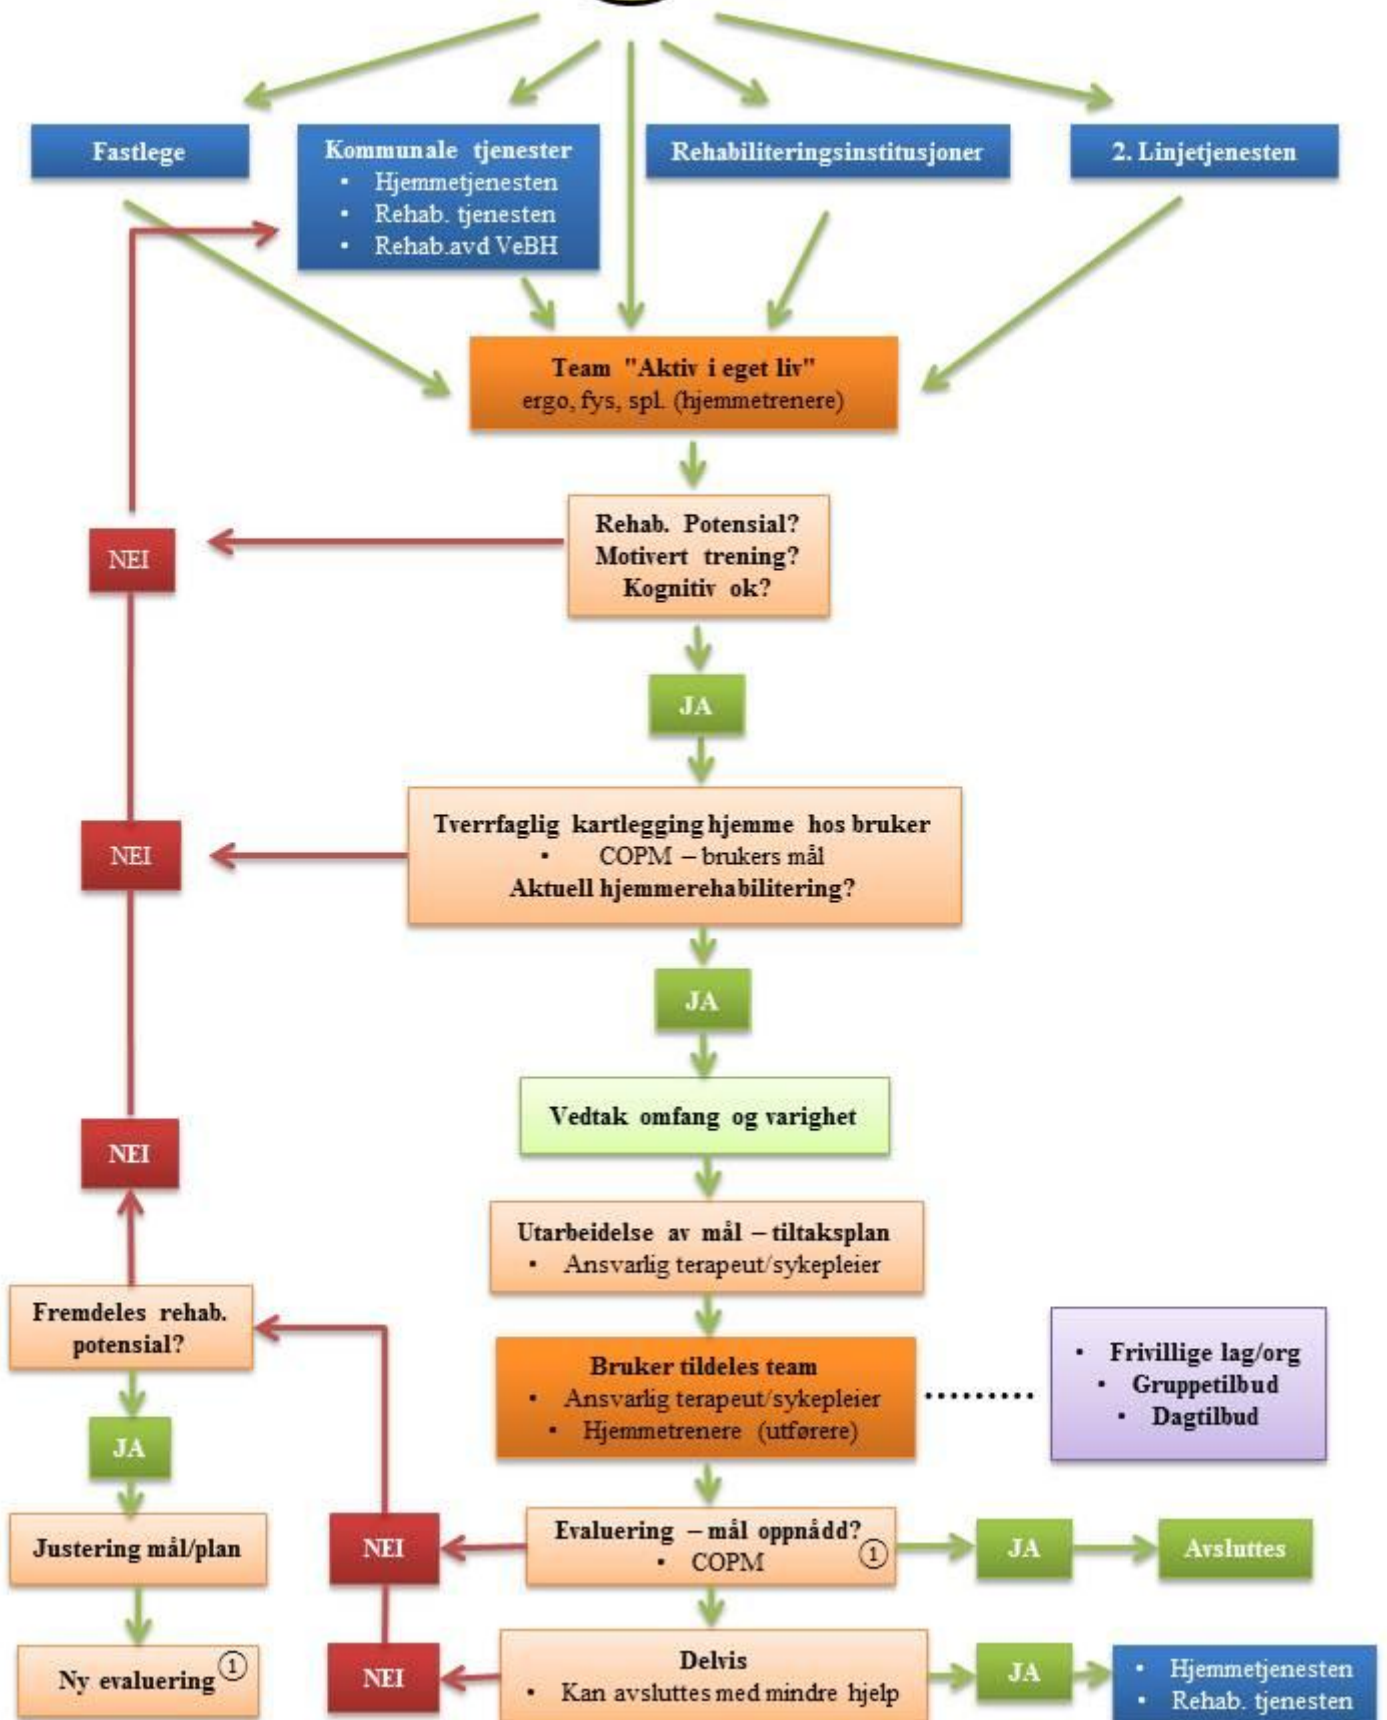 Fastlege
Kommunale tjenester
• Hjemmetjenesten
• Rehab. tjenesten
• Rehab.avd VeBH
Rehabiliteringsinstitusjoner
2. Linjetjenesten
Team "Aktiv i eget liv"
ergo, fys, spl. (hjemmetrenere)
Rehab. Potensial?
Motivert trening?
Kognitiv ok?
NEI
JA
Tverrfaglig kartlegging hjemme hos bruker
• COPM – brukers mål
Aktuell hjemmerehabilitering?
NEI
JA
Vedtak omfang og varighet
NEI
Utarbeidelse av mål – tiltaksplan
• Ansvarlig terapeut/sykepleier
Fremdeles rehab.
potensial?
Bruker tildeles team
• Ansvarlig terapeut/sykepleier
• Hjemmetrenere (utførere)
• Frivillige lag/org
• Gruppetilbud
• Dagtilbud
JA
Justering mål/plan
NEI
Evaluering – mål oppnådd?
• COPM ①
JA
Avsluttes
Ny evaluering ①
NEI
Delvis
• Kan avsluttes med mindre hjelp
JA
• Hjemmetjenesten
• Rehab. tjenesten